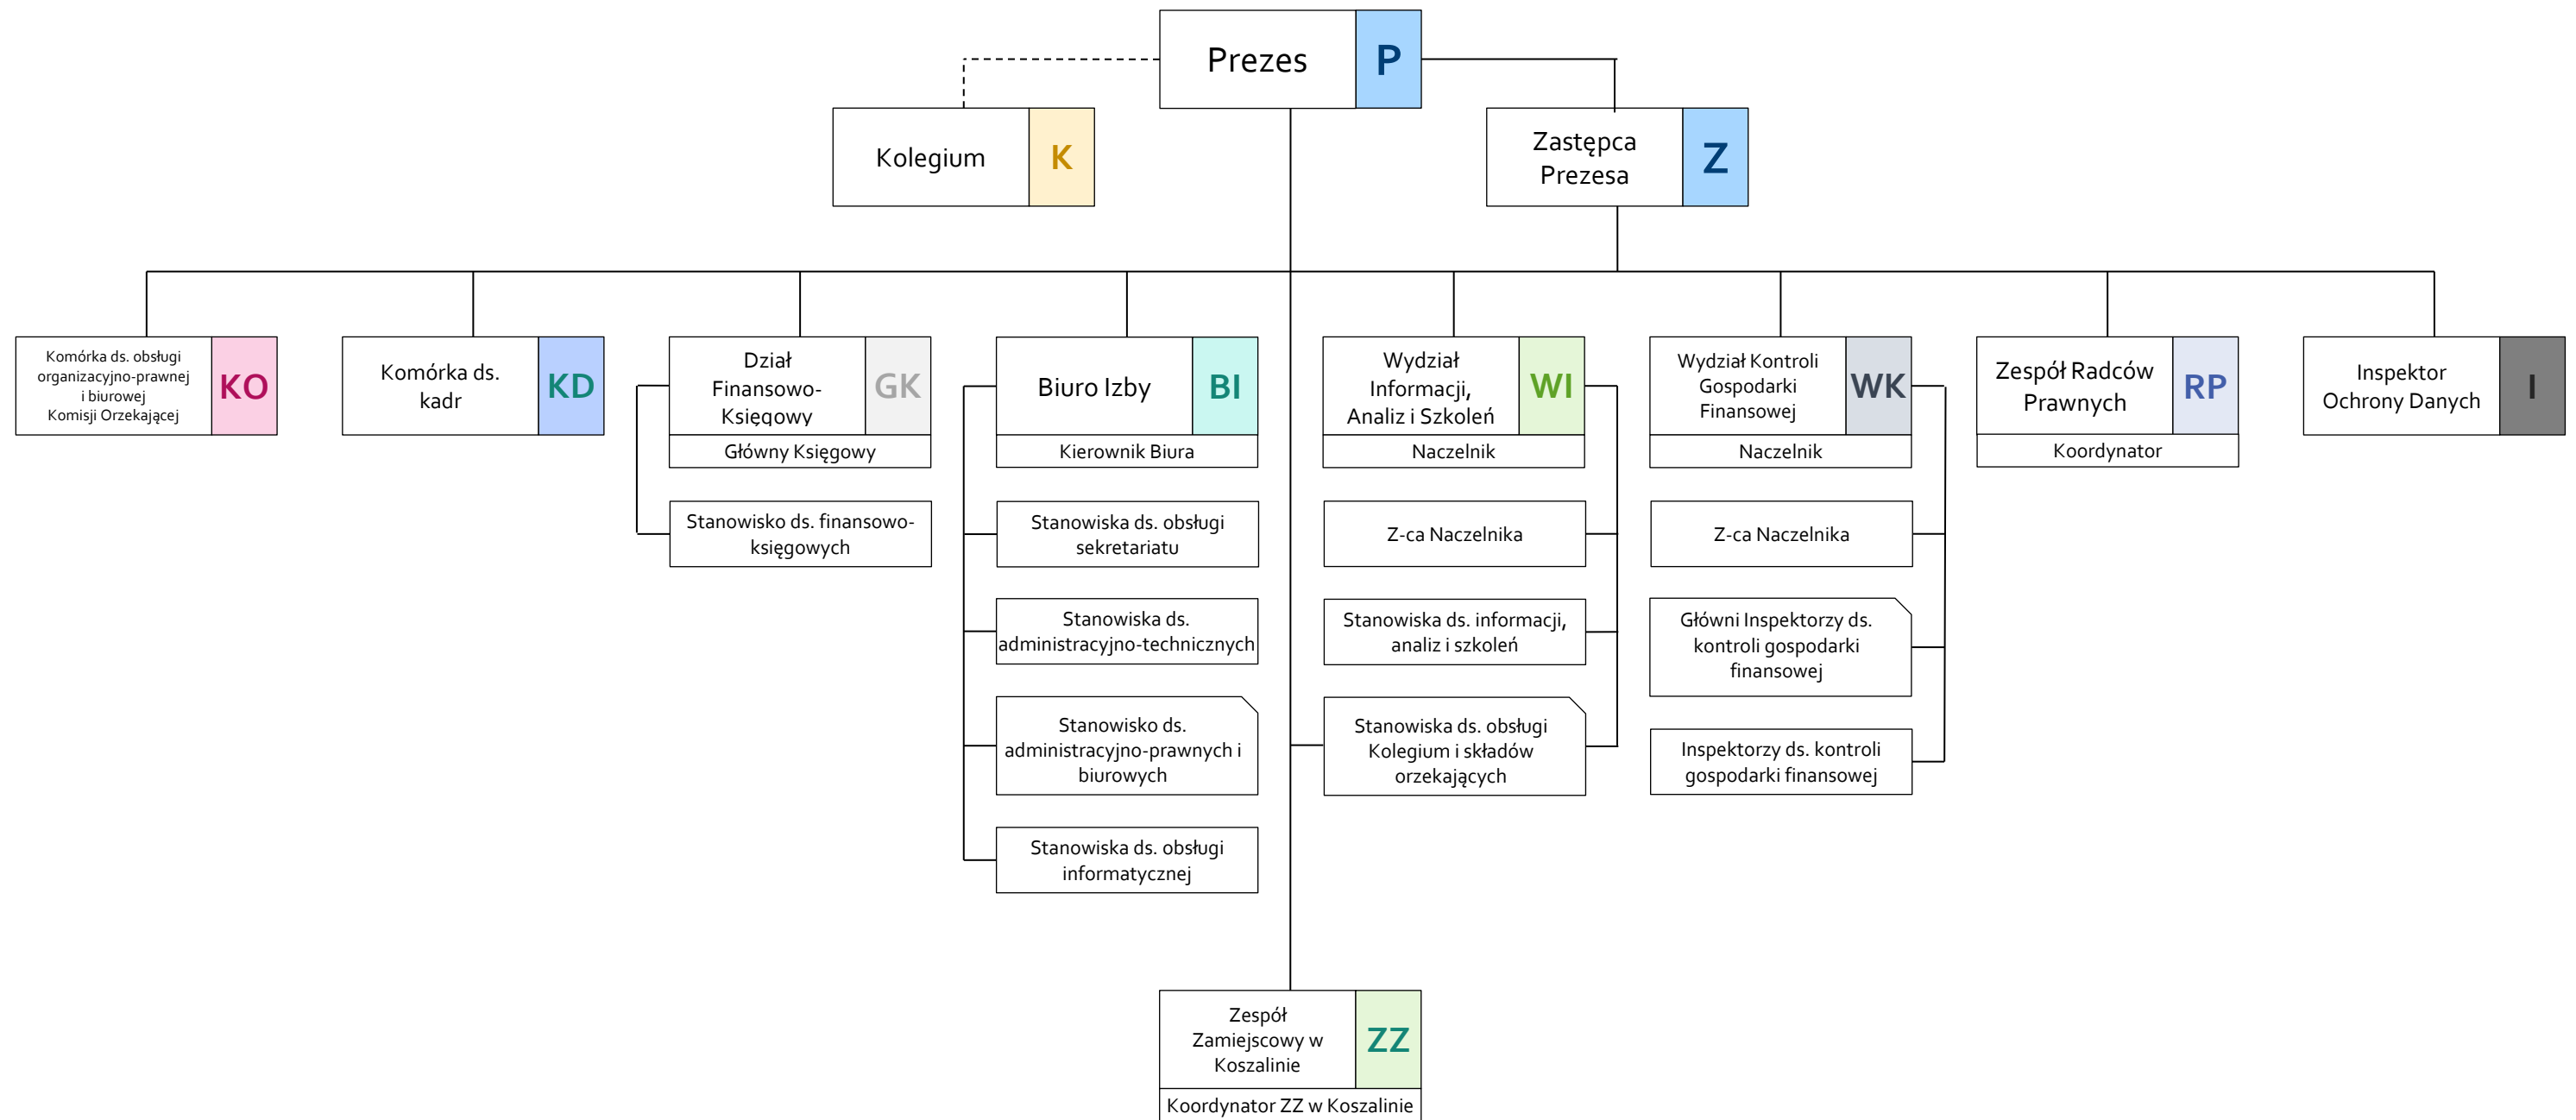 Prezes
P
Kolegium
K
Zastępca
Prezesa
Z
Komórka ds. obsługi
organizacyjno-prawnej
i biurowej
Komisji Orzekającej
KO
Komórka ds.
kadr
KD
Dział
Finansowo-
Księgowy
GK
Główny Księgowy
Stanowisko ds. finansowo-
księgowych
Biuro Izby
BI
Kierownik Biura
Stanowiska ds. obsługi
sekretariatu
Stanowiska ds.
administracyjno-technicznych
Stanowisko ds.
administracyjno-prawnych i
biurowych
Stanowiska ds. obsługi
informatycznej
Wydział
Informacji,
Analiz i Szkoleń
WI
Naczelnik
Z-ca Naczelnika
Stanowiska ds. informacji,
analiz i szkoleń
Stanowiska ds. obsługi
Kolegium i składów
orzekających
Wydział Kontroli
Gospodarki
Finansowej
WK
Naczelnik
Z-ca Naczelnika
Główni Inspektorzy ds.
kontroli gospodarki
finansowej
Inspektorzy ds. kontroli
gospodarki finansowej
Zespół Radców
Prawnych
RP
Koordynator
Inspektor
Ochrony Danych
I
Zespół
Zamiejscowy w
Koszalinie
ZZ
Koordynator ZZ w Koszalinie